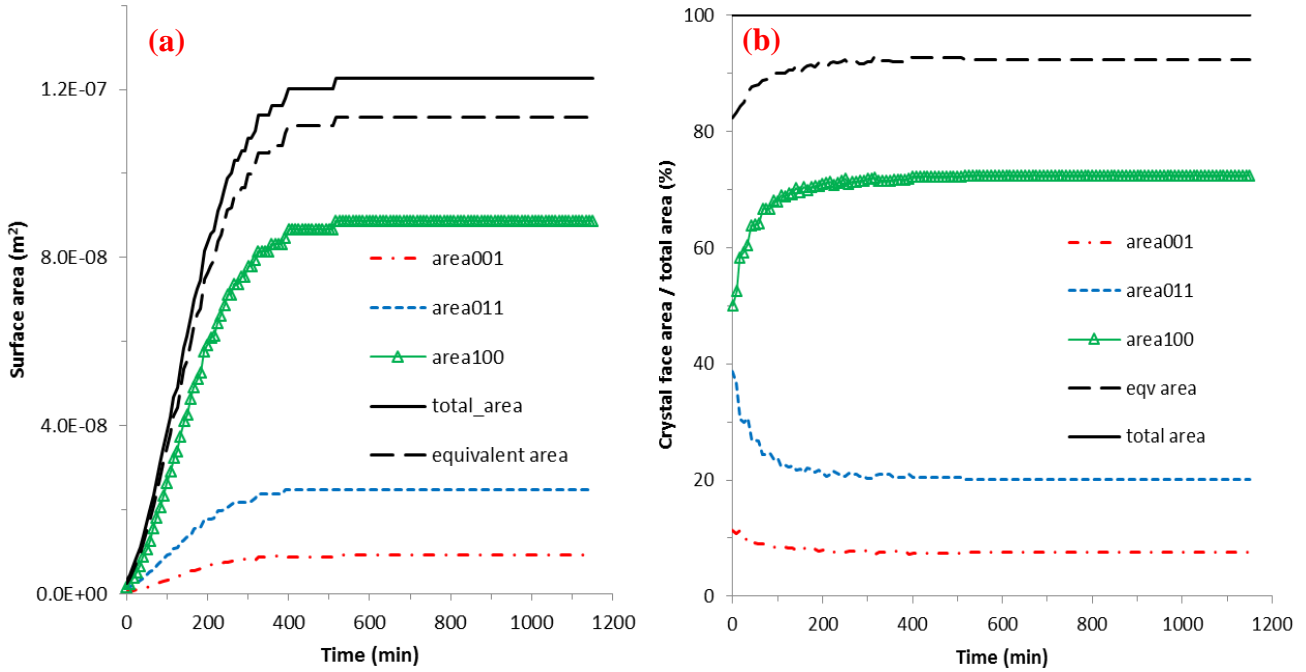 (a)
Surface area (m²)
1.2E-07
8.0E-08
4.0E-08
0.0E+00
area001
area011
area100
total_area
equivalent area
0 200 400 600 800 1000 1200
Time (min)
(b)
Crystal face area / total area (%)
100
80
60
40
20
0
area001
area011
area100
eqv area
total area
0 200 400 600 800 1000 1200
Time (min)